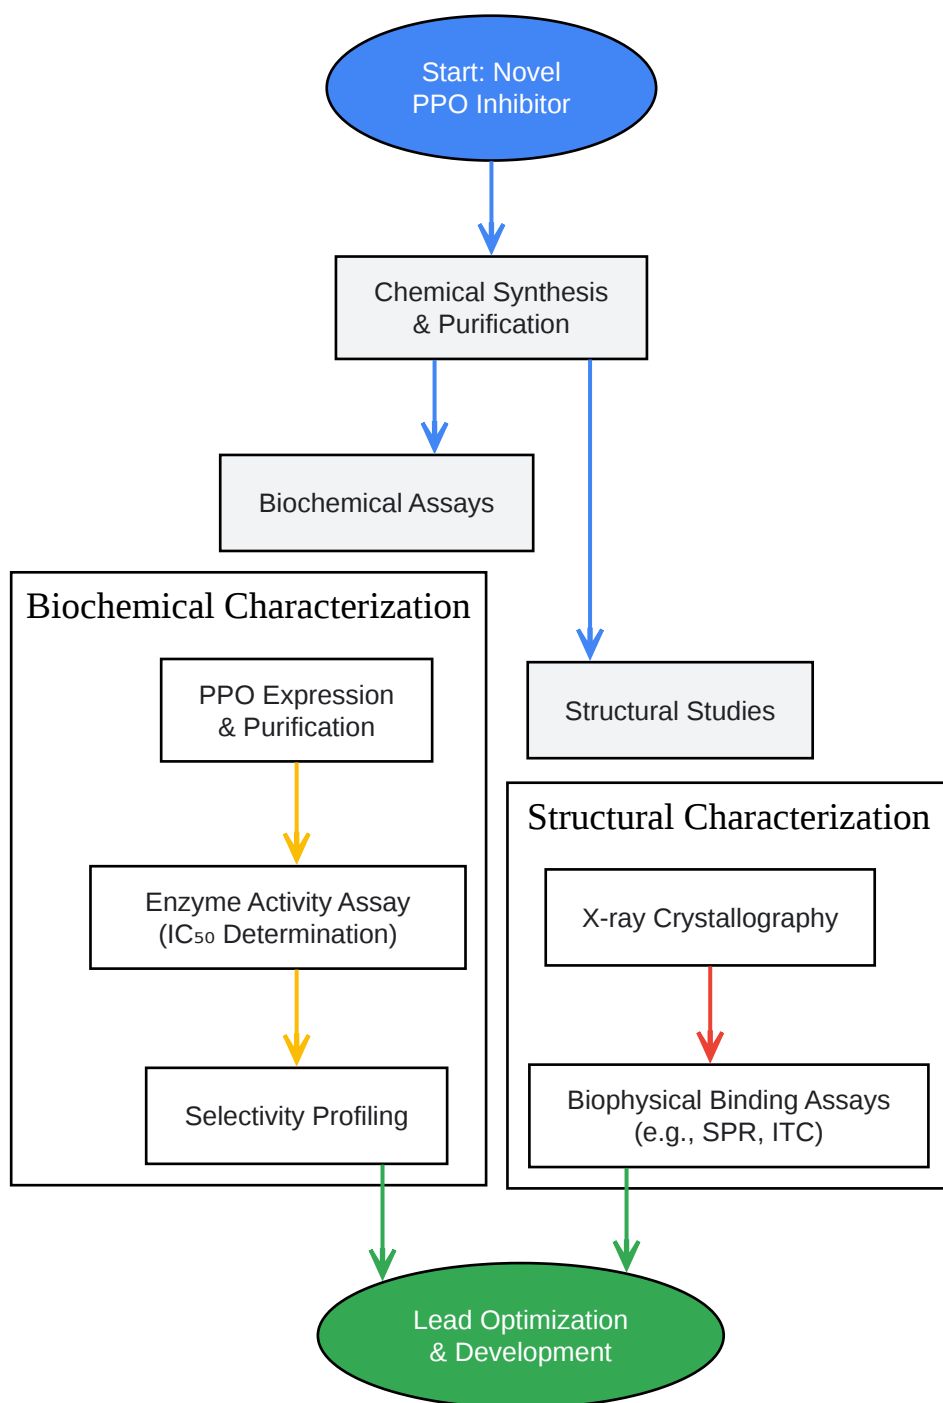 Start: Novel
PPO Inhibitor
Chemical Synthesis
& Purification
Biochemical Assays
Biochemical Characterization
PPO Expression
& Purification
Enzyme Activity Assay
(IC₅₀ Determination)
Selectivity Profiling
Structural Studies
Structural Characterization
X-ray Crystallography
Biophysical Binding Assays
(e.g., SPR, ITC)
Lead Optimization
& Development